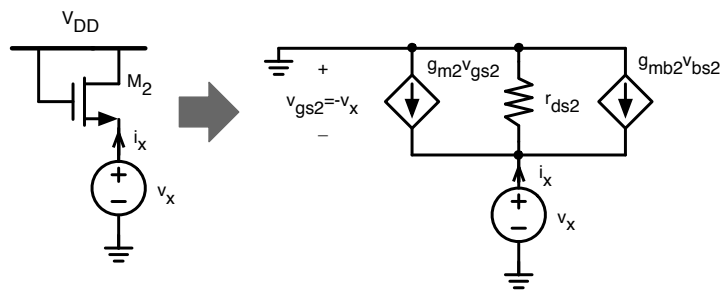 V_DD
M_2
i_x
+
−
v_x
+
v_gs2=-v_x
−
g_m2v_gs2
r_ds2
g_mb2v_bs2
i_x
+
−
v_x